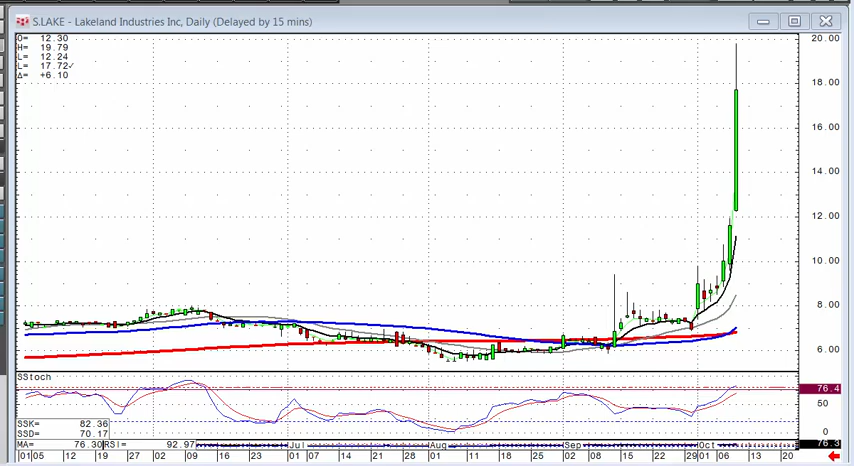 S.LAKE - Lakeland Industries Inc, Daily (Delayed by 15 mins)
O= 12.30
H= 19.79
L= 12.24
L= 17.72✓
Δ= +6.10
20.00
18.00
16.00
14.00
12.00
10.00
8.00
6.00
SStoch
76.4
50
0
SSK= 82.36
SSD= 70.17
MA= 76.30 RSI= 92.97
76.3
Jul Aug Sep Oct
01 05 12 19 27 02 09 16 23 01 07 14 21 28 04 11 18 25 02 08 15 22 29 01 06 13 20